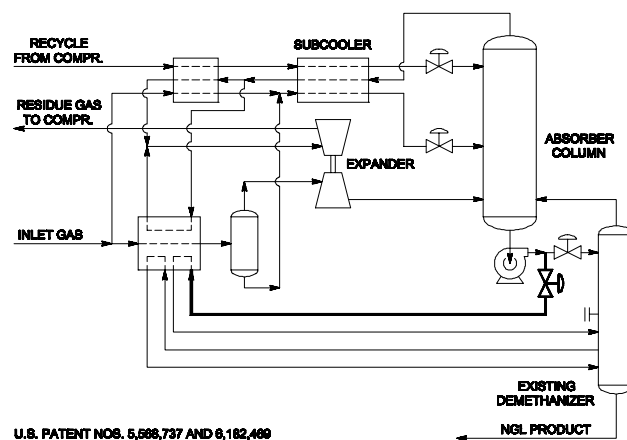 RECYCLE
FROM COMPR.
SUBCOOLER
RESIDUE GAS
TO COMPR.
EXPANDER
ABSORBER
COLUMN
INLET GAS
EXISTING
DEMETHANIZER
NGL PRODUCT
U.S. PATENT NOS. 5,568,737 AND 6,182,469